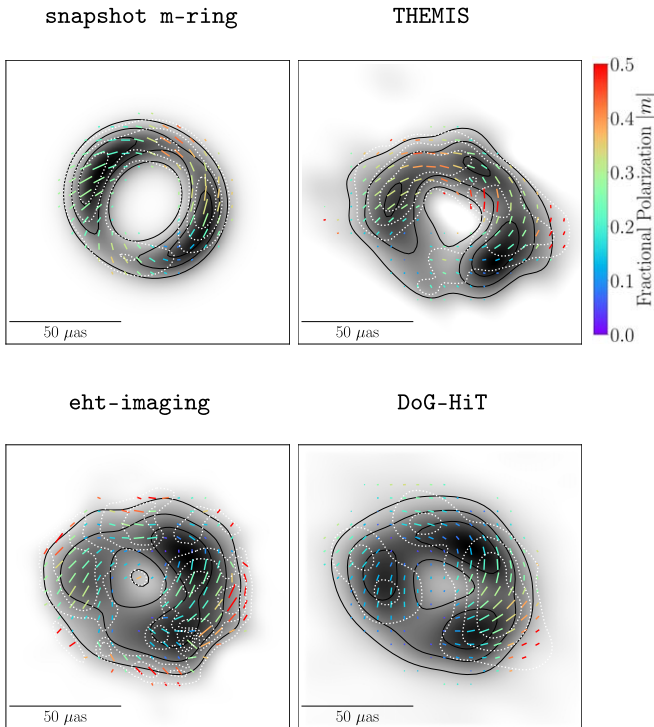 snapshot m-ring
THEMIS
50 μas
50 μas
0.5
0.4
0.3
0.2
0.1
0.0
Fractional Polarization |m|
eht-imaging
DoG-HiT
50 μas
50 μas